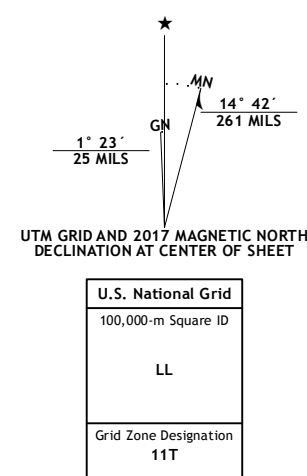 ★
MN
GN
1° 23´
25 MILS
14° 42´
261 MILS
UTM GRID AND 2017 MAGNETIC NORTH
DECLINATION AT CENTER OF SHEET
U.S. National Grid
100,000-m Square ID
LL
Grid Zone Designation
11T